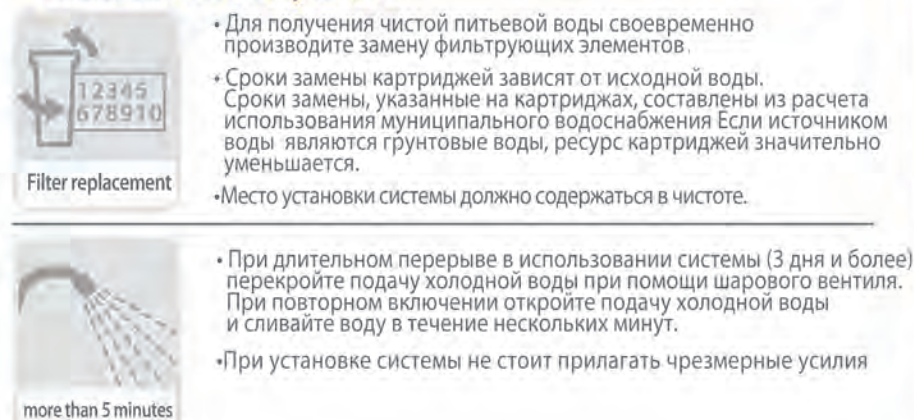 • Для получения чистой питьевой воды своевременно
производите замену фильтрующих элементов.
• Сроки замены картриджей зависят от исходной воды.
Сроки замены, указанные на картриджах, составлены из расчета
использования муниципального водоснабжения Если источником
воды являются грунтовые воды, ресурс картриджей значительно
уменьшается.
•Место установки системы должно содержаться в чистоте.
12345
678910
Filter replacement
• При длительном перерыве в использовании системы (3 дня и более)
перекройте подачу холодной воды при помощи шарового вентиля.
При повторном включении откройте подачу холодной воды
и сливайте воду в течение нескольких минут.
•При установке системы не стоит прилагать чрезмерные усилия
more than 5 minutes